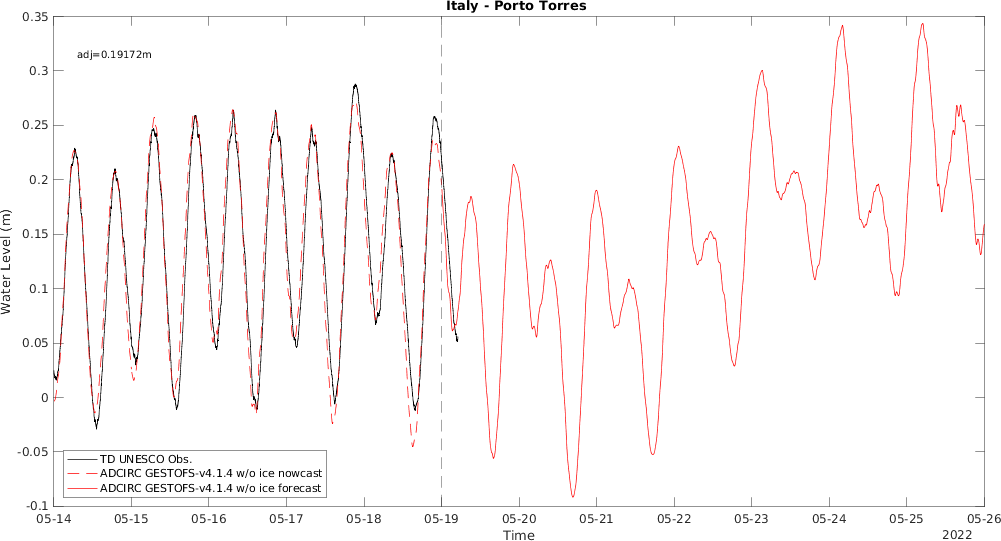 Italy - Porto Torres
adj=0.19172m
0.35
0.3
0.25
0.2
0.15
0.1
0.05
0
-0.05
-0.1
Water Level (m)
TD UNESCO Obs.
ADCIRC GESTOFS-v4.1.4 w/o ice nowcast
ADCIRC GESTOFS-v4.1.4 w/o ice forecast
05-14 05-15 05-16 05-17 05-18 05-19 05-20 05-21 05-22 05-23 05-24 05-25 05-26
Time
2022